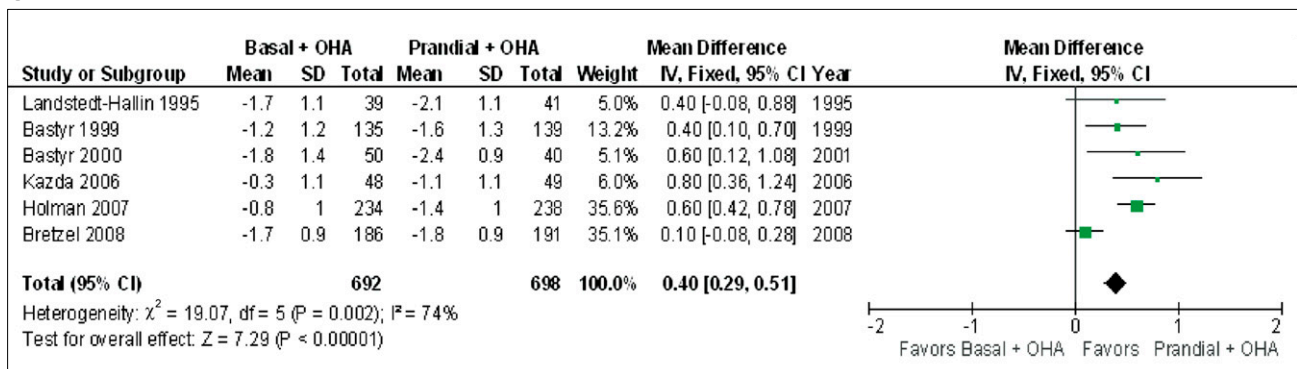 Basal + OHA Prandial + OHA Mean Difference Mean Difference
Study or Subgroup Mean SD Total Mean SD Total Weight IV, Fixed, 95% CI Year IV, Fixed, 95% CI
Landstedt-Hallin 1995 -1.7 1.1 39 -2.1 1.1 41 5.0% 0.40 [-0.08, 0.88] 1995
Bastyr 1999 -1.2 1.2 135 -1.6 1.3 139 13.2% 0.40 [0.10, 0.70] 1999
Bastyr 2000 -1.8 1.4 50 -2.4 0.9 40 5.1% 0.60 [0.12, 1.08] 2001
Kazda 2006 -0.3 1.1 48 -1.1 1.1 49 6.0% 0.80 [0.36, 1.24] 2006
Holman 2007 -0.8 1 234 -1.4 1 238 35.6% 0.60 [0.42, 0.78] 2007
Bretzel 2008 -1.7 0.9 186 -1.8 0.9 191 35.1% 0.10 [-0.08, 0.28] 2008
Total (95% CI) 692 698 100.0% 0.40 [0.29, 0.51]
Heterogeneity: χ² = 19.07, df = 5 (P = 0.002); I² = 74%
Test for overall effect: Z = 7.29 (P < 0.00001)
-2 -1 0 1 2
Favors Basal + OHA Favors Prandial + OHA